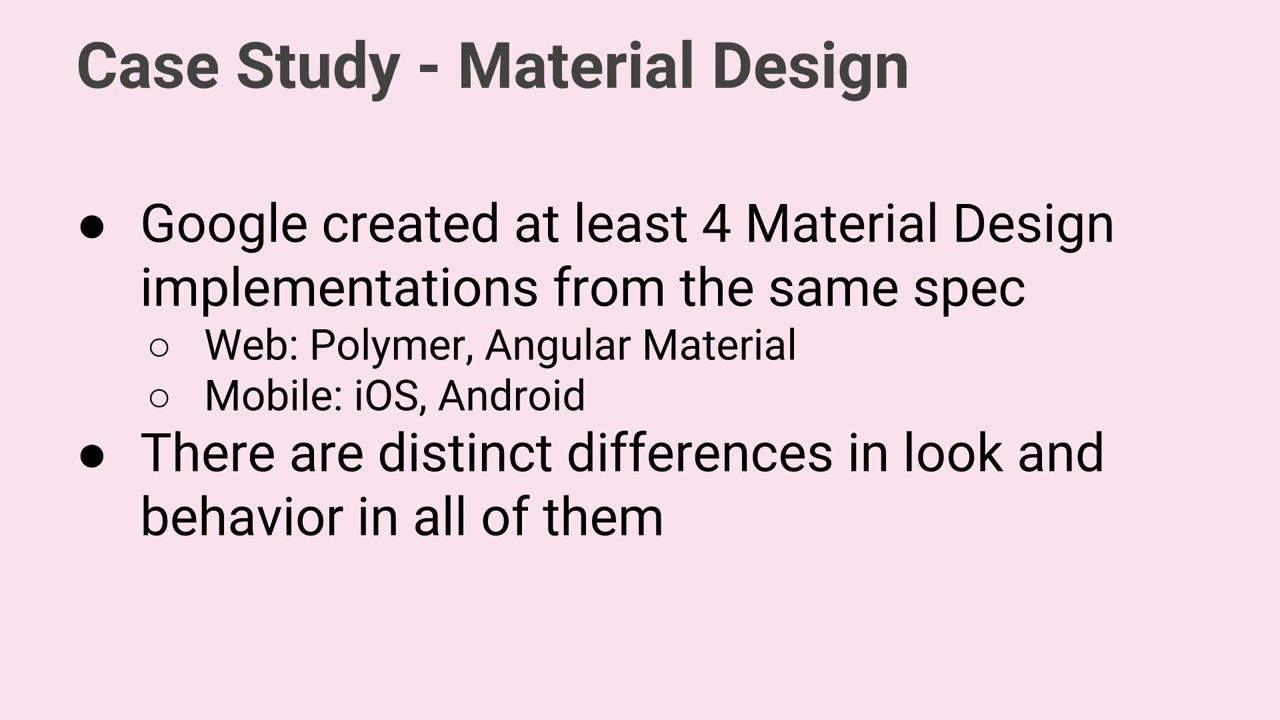 Case Study - Material Design
● Google created at least 4 Material Design
implementations from the same spec
○ Web: Polymer, Angular Material
○ Mobile: iOS, Android
● There are distinct differences in look and
behavior in all of them